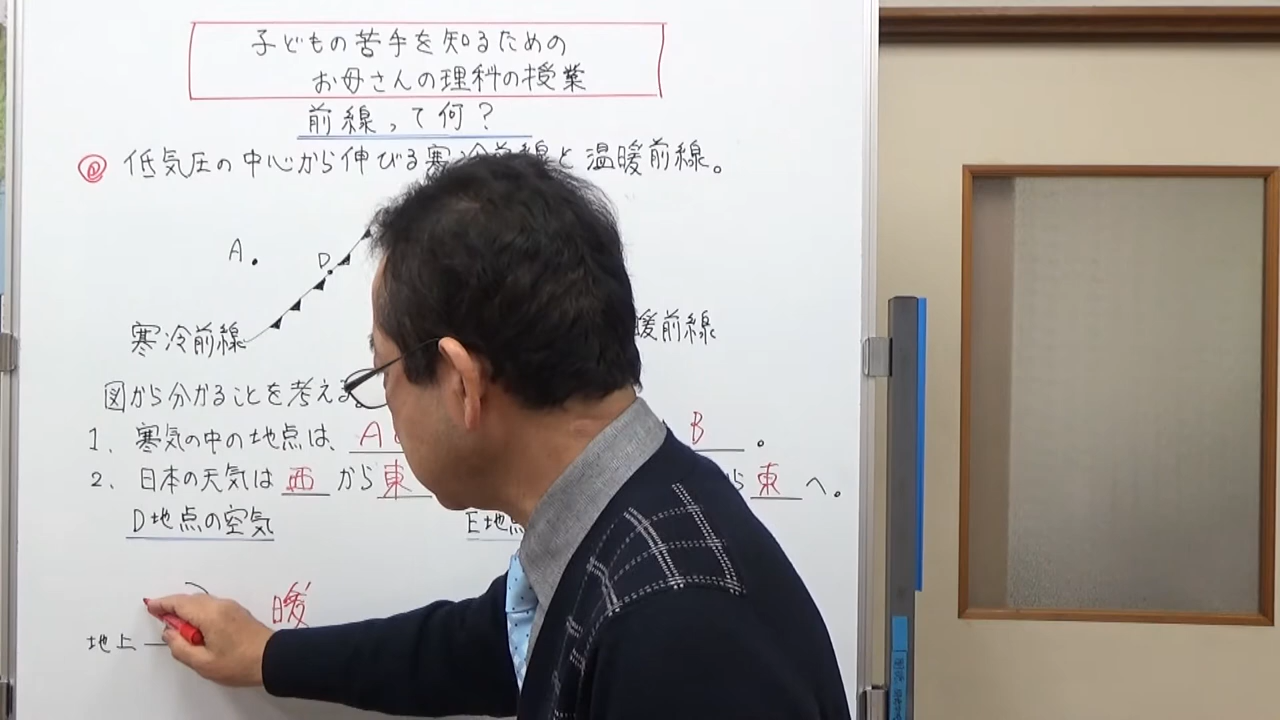 子どもの苦手を知るための
お母さんの理科の授業
前線って何？
◎ 低気圧の中心から伸びる寒冷前線と温暖前線。
A.
D
寒冷前線
暖前線
図から分かることを考える。
1. 寒気の中の地点は、A
B。
2. 日本の天気は西から東
ら東へ。
D地点の空気
E地点
暖
地上